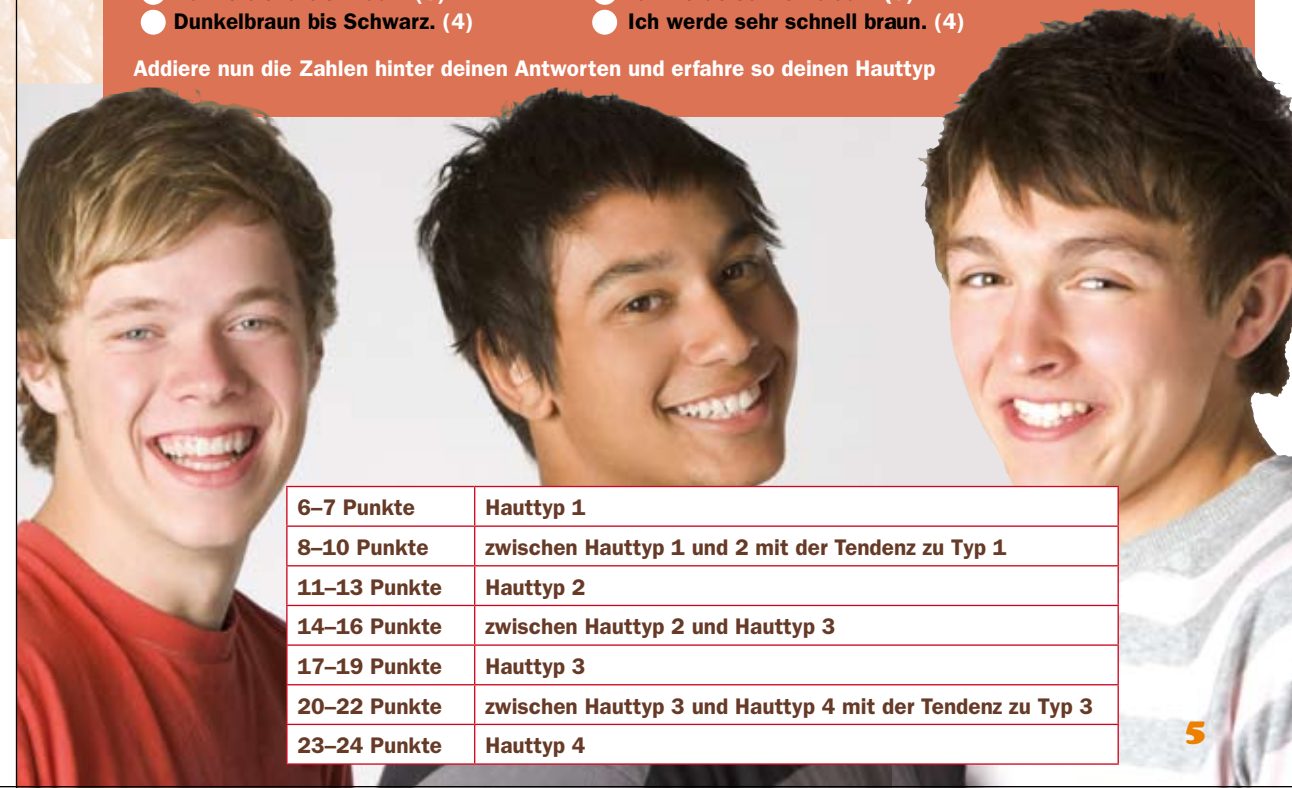 Dunkelbraun bis Schwarz. (4)
Ich werde sehr schnell braun. (4)
Addiere nun die Zahlen hinter deinen Antworten und erfahre so deinen Hauttyp
6–7 Punkte Hauttyp 1
8–10 Punkte zwischen Hauttyp 1 und 2 mit der Tendenz zu Typ 1
11–13 Punkte Hauttyp 2
14–16 Punkte zwischen Hauttyp 2 und Hauttyp 3
17–19 Punkte Hauttyp 3
20–22 Punkte zwischen Hauttyp 3 und Hauttyp 4 mit der Tendenz zu Typ 3
23–24 Punkte Hauttyp 4
5